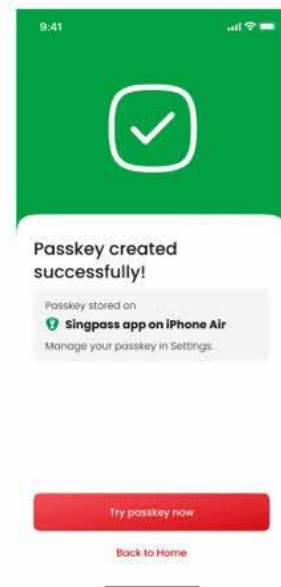 9:41
Passkey created
successfully!
Passkey stored on
Singpass app on iPhone Air
Manage your passkey in Settings.
Try passkey now
Back to Home